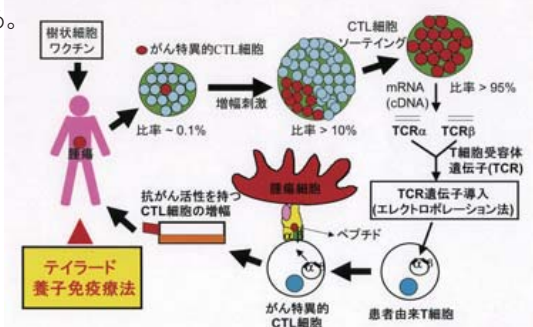 る。
樹状細胞
ワクチン
がん特異的CTL細胞
CTL細胞
ソーティング
増幅刺激
比率 ~ 0.1%
比率 > 10%
mRNA
(cDNA)
比率 > 95%
TCRα
TCRβ
T細胞受容体
遺伝子(TCR)
TCR遺伝子導入
(エレクトロポレーション法)
腫瘍
腫瘍細胞
抗がん活性を持つ
CTL細胞の増幅
ペプチド
α β
α β
がん特異的
CTL細胞
患者由来T細胞
テイラード
養子免疫療法